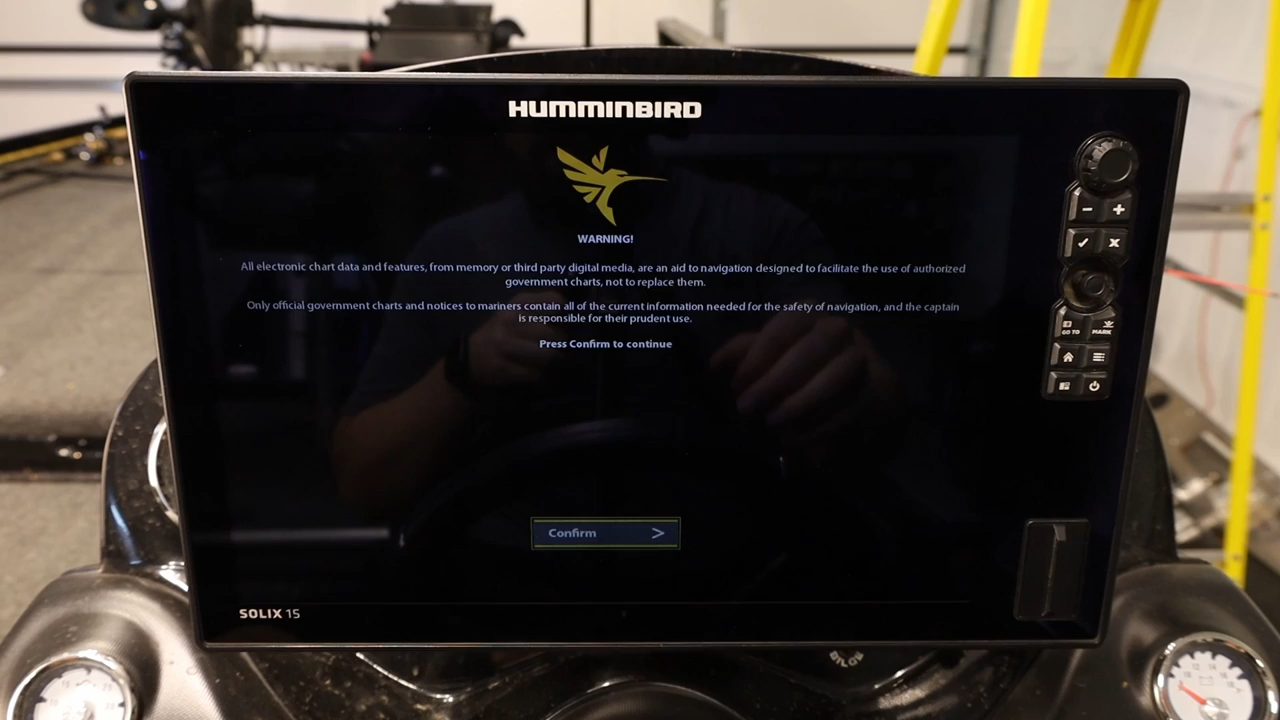 HUMMINBIRD
WARNING!
All electronic chart data and features, from memory or third party digital media, are an aid to navigation designed to facilitate the use of authorized
government charts, not to replace them.
Only official government charts and notices to mariners contain all of the current information needed for the safety of navigation, and the captain
is responsible for their prudent use.
Press Confirm to continue
GO TO
MARK
Confirm >
SOLIX 15
BILGE